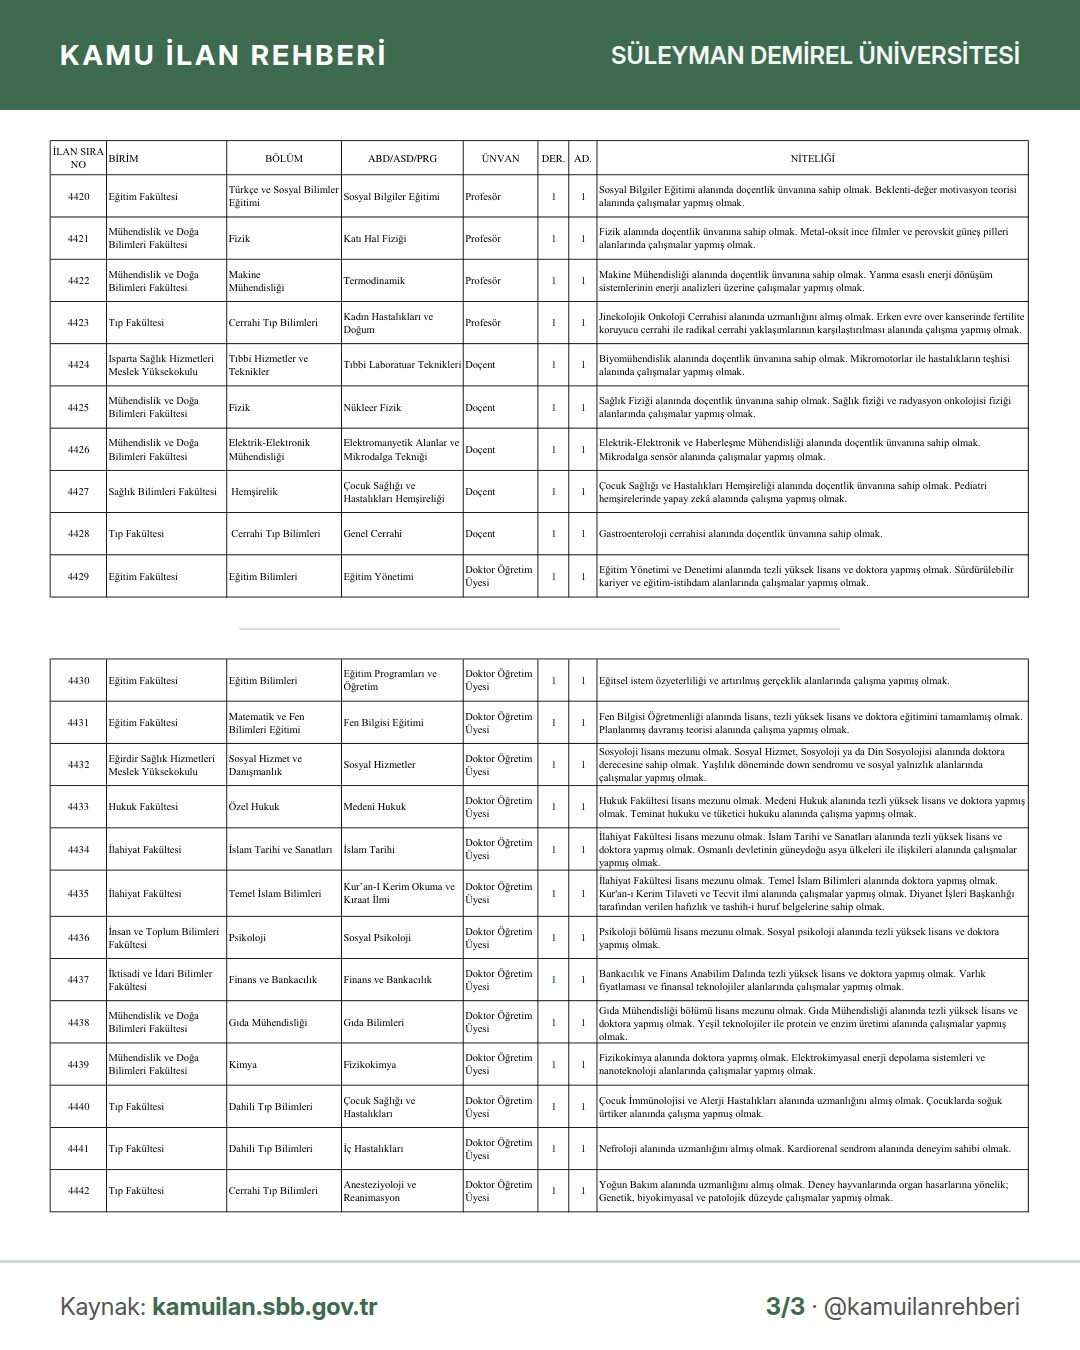 KAMU İLAN REHBERİ
SÜLEYMAN DEMİREL ÜNİVERSİTESİ
İLAN SIRA NO BİRİM BÖLÜM ABD/ASD/PRG ÜNVAN DER. AD. NİTELİĞİ
4420 Eğitim Fakültesi Türkçe ve Sosyal Bilimler Eğitimi Sosyal Bilgiler Eğitimi Profesör 1 1 Sosyal Bilgiler Eğitimi alanında doçentlik ünvanına sahip olmak. Beklenti-değer motivasyon teorisi alanında çalışmalar yapmış olmak.
4421 Mühendislik ve Doğa Bilimleri Fakültesi Fizik Katı Hal Fiziği Profesör 1 1 Fizik alanında doçentlik ünvanına sahip olmak. Metal-oksit ince filmler ve perovskit güneş pilleri alanlarında çalışmalar yapmış olmak.
4422 Mühendislik ve Doğa Bilimleri Fakültesi Makine Mühendisliği Termodinamik Profesör 1 1 Makine Mühendisliği alanında doçentlik ünvanına sahip olmak. Yanma esaslı enerji dönüşüm sistemlerinin enerji analizleri üzerine çalışmalar yapmış olmak.
4423 Tıp Fakültesi Cerrahi Tıp Bilimleri Kadın Hastalıkları ve Doğum Profesör 1 1 Jinekolojik Onkoloji Cerrahisi alanında uzmanlığını almış olmak. Erken evre over kanserinde fertilite koruyucu cerrahi ile radikal cerrahi yaklaşımlarının karşılaştırılması alanında çalışma yapmış olmak.
4424 Isparta Sağlık Hizmetleri Meslek Yüksekokulu Tıbbi Hizmetler ve Teknikler Tıbbi Laboratuar Teknikleri Doçent 1 1 Biyomühendislik alanında doçentlik ünvanına sahip olmak. Mikromotorlar ile hastalıkların teşhisi alanında çalışmalar yapmış olmak.
4425 Mühendislik ve Doğa Bilimleri Fakültesi Fizik Nükleer Fizik Doçent 1 1 Sağlık Fiziği alanında doçentlik ünvanına sahip olmak. Sağlık fiziği ve radyasyon onkolojisi fiziği alanlarında çalışmalar yapmış olmak.
4426 Mühendislik ve Doğa Bilimleri Fakültesi Elektrik-Elektronik Mühendisliği Elektromanyetik Alanlar ve Mikrodalga Tekniği Doçent 1 1 Elektrik-Elektronik ve Haberleşme Mühendisliği alanında doçentlik ünvanına sahip olmak. Mikrodalga sensör alanında çalışmalar yapmış olmak.
4427 Sağlık Bilimleri Fakültesi Hemşirelik Çocuk Sağlığı ve Hastalıkları Hemşireliği Doçent 1 1 Çocuk Sağlığı ve Hastalıkları Hemşireliği alanında doçentlik ünvanına sahip olmak. Pediatri hemşirelerinde yapay zekâ alanında çalışma yapmış olmak.
4428 Tıp Fakültesi Cerrahi Tıp Bilimleri Genel Cerrahi Doçent 1 1 Gastroenteroloji cerrahisi alanında doçentlik ünvanına sahip olmak.
4429 Eğitim Fakültesi Eğitim Bilimleri Eğitim Yönetimi Doktor Öğretim Üyesi 1 1 Eğitim Yönetimi ve Denetimi alanında tezli yüksek lisans ve doktora yapmış olmak. Sürdürülebilir kariyer ve eğitim-istihdam alanlarında çalışmalar yapmış olmak.
4430 Eğitim Fakültesi Eğitim Bilimleri Eğitim Programları ve Öğretim Doktor Öğretim Üyesi 1 1 Eğitsel istem özyeterliliği ve artırılmış gerçeklik alanlarında çalışma yapmış olmak.
4431 Eğitim Fakültesi Matematik ve Fen Bilimleri Eğitimi Fen Bilgisi Eğitimi Doktor Öğretim Üyesi 1 1 Fen Bilgisi Öğretmenliği alanında lisans, tezli yüksek lisans ve doktora eğitimini tamamlamış olmak. Planlanmış davranış teorisi alanında çalışma yapmış olmak.
4432 Eğirdir Sağlık Hizmetleri Meslek Yüksekokulu Sosyal Hizmet ve Danışmanlık Sosyal Hizmetler Doktor Öğretim Üyesi 1 1 Sosyoloji lisans mezunu olmak. Sosyal Hizmet, Sosyoloji ya da Din Sosyolojisi alanında doktora derecesine sahip olmak. Yaşlılık döneminde down sendromu ve sosyal yalnızlık alanlarında çalışmalar yapmış olmak.
4433 Hukuk Fakültesi Özel Hukuk Medeni Hukuk Doktor Öğretim Üyesi 1 1 Hukuk Fakültesi lisans mezunu olmak. Medeni Hukuk alanında tezli yüksek lisans ve doktora yapmış olmak. Teminat hukuku ve tüketici hukuku alanında çalışma yapmış olmak.
4434 İlahiyat Fakültesi İslam Tarihi ve Sanatları İslam Tarihi Doktor Öğretim Üyesi 1 1 İlahiyat Fakültesi lisans mezunu olmak. İslam Tarihi ve Sanatları alanında tezli yüksek lisans ve doktora yapmış olmak. Osmanlı devletinin güneydoğu asya ülkeleri ile ilişkileri alanında çalışmalar yapmış olmak.
4435 İlahiyat Fakültesi Temel İslam Bilimleri Kur’an-I Kerim Okuma ve Kıraat İlmi Doktor Öğretim Üyesi 1 1 İlahiyat Fakültesi lisans mezunu olmak. Temel İslam Bilimleri alanında doktora yapmış olmak. Kur'an-ı Kerim Tilaveti ve Tecvit ilmi alanında çalışmalar yapmış olmak. Diyanet İşleri Başkanlığı tarafından verilen hafızlık ve tashih-i huruf belgelerine sahip olmak.
4436 İnsan ve Toplum Bilimleri Fakültesi Psikoloji Sosyal Psikoloji Doktor Öğretim Üyesi 1 1 Psikoloji bölümü lisans mezunu olmak. Sosyal psikoloji alanında tezli yüksek lisans ve doktora yapmış olmak.
4437 İktisadi ve İdari Bilimler Fakültesi Finans ve Bankacılık Finans ve Bankacılık Doktor Öğretim Üyesi 1 1 Bankacılık ve Finans Anabilim Dalında tezli yüksek lisans ve doktora yapmış olmak. Varlık fiyatlaması ve finansal teknolojiler alanlarında çalışmalar yapmış olmak.
4438 Mühendislik ve Doğa Bilimleri Fakültesi Gıda Mühendisliği Gıda Bilimleri Doktor Öğretim Üyesi 1 1 Gıda Mühendisliği bölümü lisans mezunu olmak. Gıda Mühendisliği alanında tezli yüksek lisans ve doktora yapmış olmak. Yeşil teknolojiler ile protein ve enzim üretimi alanında çalışmalar yapmış olmak.
4439 Mühendislik ve Doğa Bilimleri Fakültesi Kimya Fizikokimya Doktor Öğretim Üyesi 1 1 Fizikokimya alanında doktora yapmış olmak. Elektrokimyasal enerji depolama sistemleri ve nanoteknoloji alanlarında çalışmalar yapmış olmak.
4440 Tıp Fakültesi Dahili Tıp Bilimleri Çocuk Sağlığı ve Hastalıkları Doktor Öğretim Üyesi 1 1 Çocuk İmmünolojisi ve Alerji Hastalıkları alanında uzmanlığını almış olmak. Çocuklarda soğuk ürtiker alanında çalışma yapmış olmak.
4441 Tıp Fakültesi Dahili Tıp Bilimleri İç Hastalıkları Doktor Öğretim Üyesi 1 1 Nefroloji alanında uzmanlığını almış olmak. Kardiorenal sendrom alanında deneyim sahibi olmak.
4442 Tıp Fakültesi Cerrahi Tıp Bilimleri Anesteziyoloji ve Reanimasyon Doktor Öğretim Üyesi 1 1 Yoğun Bakım alanında uzmanlığını almış olmak. Deney hayvanlarında organ hasarlarına yönelik; Genetik, biyokimyasal ve patolojik düzeyde çalışmalar yapmış olmak.
Kaynak: kamuilan.sbb.gov.tr
3/3 · @kamuilanrehberi